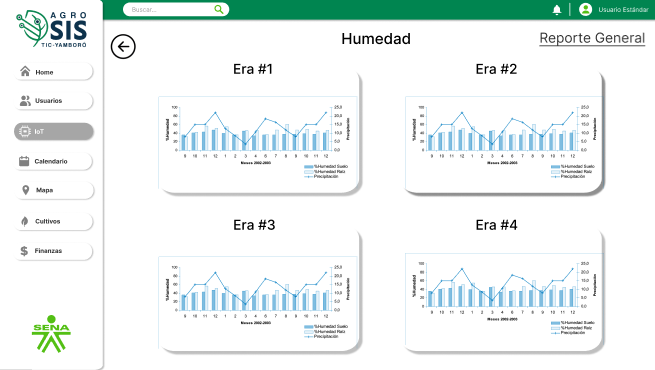 AGRO
SIS
TIC-YAMBORÓ
Buscar...
Usuario Estándar
Home
Usuarios
IoT
Calendario
Mapa
Cultivos
Finanzas
SENA
Humedad
Reporte General
Era #1
%Humedad
100
80
60
40
20
0
25,0
20,0
15,0
10,0
5,0
0,0
Precipitación
9 10 11 12 1 2 3 4 5 6 7 8 9 10 11 12
Meses 2002-2003
%Humedad Suelo
%Humedad Raíz
Precipitación
Era #2
%Humedad
100
80
60
40
20
0
25,0
20,0
15,0
10,0
5,0
0,0
Precipitación
9 10 11 12 1 2 3 4 5 6 7 8 9 10 11 12
Meses 2002-2003
%Humedad Suelo
%Humedad Raíz
Precipitación
Era #3
%Humedad
100
80
60
40
20
0
25,0
20,0
15,0
10,0
5,0
0,0
Precipitación
9 10 11 12 1 2 3 4 5 6 7 8 9 10 11 12
Meses 2002-2003
%Humedad Suelo
%Humedad Raíz
Precipitación
Era #4
%Humedad
100
80
60
40
20
0
25,0
20,0
15,0
10,0
5,0
0,0
Precipitación
9 10 11 12 1 2 3 4 5 6 7 8 9 10 11 12
Meses 2002-2003
%Humedad Suelo
%Humedad Raíz
Precipitación